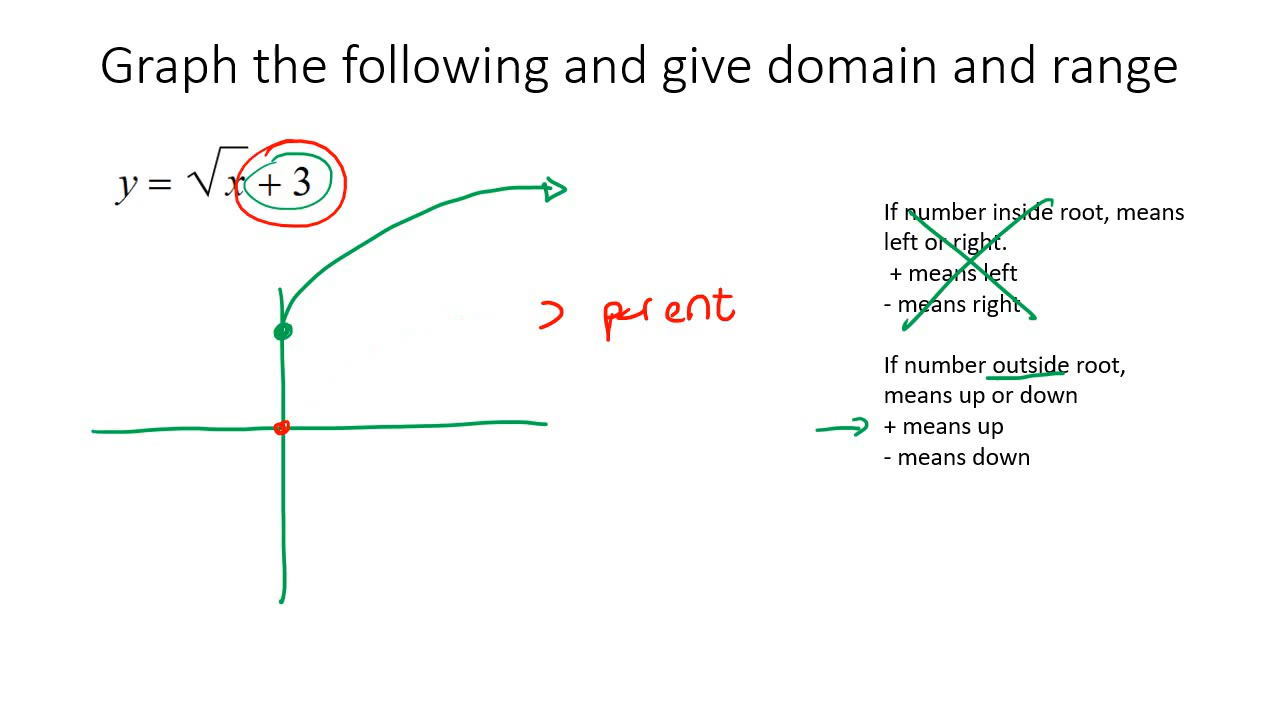 Graph the following and give domain and range
y = √x + 3
If number inside root, means
left or right.
+ means left
- means right
parent
If number outside root,
means up or down
+ means up
- means down